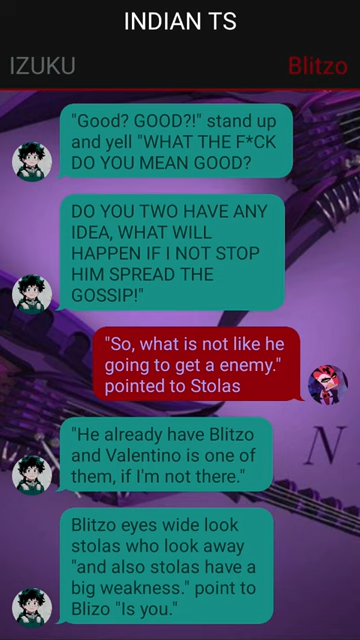 INDIAN TS
IZUKU Blitzo
"Good? GOOD?!" stand up
and yell "WHAT THE F*CK
DO YOU MEAN GOOD?
DO YOU TWO HAVE ANY
IDEA, WHAT WILL
HAPPEN IF I NOT STOP
HIM SPREAD THE
GOSSIP!"
"So, what is not like he
going to get a enemy."
pointed to Stolas
N
"He already have Blitzo
and Valentino is one of
them, if I'm not there."
Blitzo eyes wide look
stolas who look away
"and also stolas have a
big weakness." point to
Blizo "Is you."